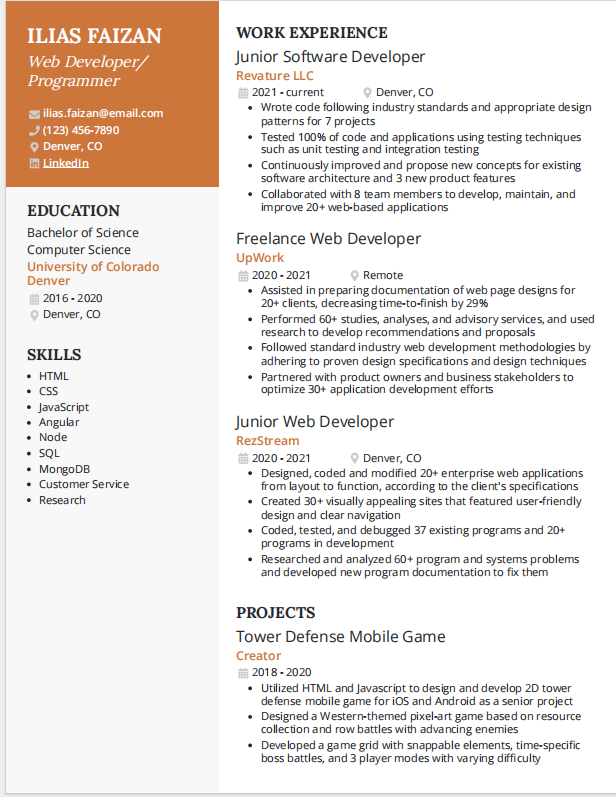 ILIAS FAIZAN
Web Developer/
Programmer
ilias.faizan@email.com
(123) 456-7890
Denver, CO
LinkedIn
EDUCATION
Bachelor of Science
Computer Science
University of Colorado
Denver
2016 - 2020
Denver, CO
SKILLS
HTML
CSS
JavaScript
Angular
Node
SQL
MongoDB
Customer Service
Research
WORK EXPERIENCE
Junior Software Developer
Revature LLC
2021 - current Denver, CO
Wrote code following industry standards and appropriate design
patterns for 7 projects
Tested 100% of code and applications using testing techniques
such as unit testing and integration testing
Continuously improved and propose new concepts for existing
software architecture and 3 new product features
Collaborated with 8 team members to develop, maintain, and
improve 20+ web-based applications
Freelance Web Developer
UpWork
2020 - 2021 Remote
Assisted in preparing documentation of web page designs for
20+ clients, decreasing time-to-finish by 29%
Performed 60+ studies, analyses, and advisory services, and used
research to develop recommendations and proposals
Followed standard industry web development methodologies by
adhering to proven design specifications and design techniques
Partnered with product owners and business stakeholders to
optimize 30+ application development efforts
Junior Web Developer
RezStream
2020 - 2021 Denver, CO
Designed, coded and modified 20+ enterprise web applications
from layout to function, according to the client's specifications
Created 30+ visually appealing sites that featured user-friendly
design and clear navigation
Coded, tested, and debugged 37 existing programs and 20+
programs in development
Researched and analyzed 60+ program and systems problems
and developed new program documentation to fix them
PROJECTS
Tower Defense Mobile Game
Creator
2018 - 2020
Utilized HTML and Javascript to design and develop 2D tower
defense mobile game for iOS and Android as a senior project
Designed a Western-themed pixel-art game based on resource
collection and row battles with advancing enemies
Developed a game grid with snappable elements, time-specific
boss battles, and 3 player modes with varying difficulty